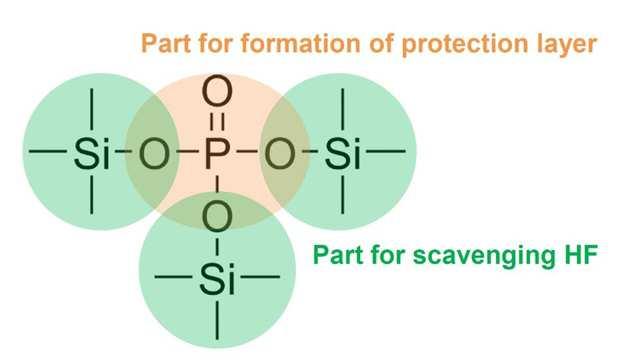 Part for formation of protection layer
O
Si O P O Si
O
Si
Part for scavenging HF